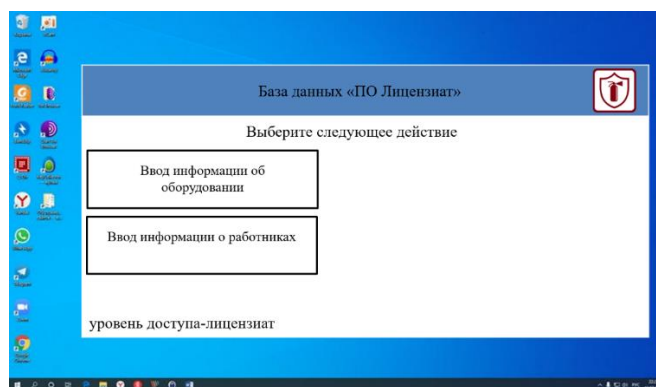 База данных «ПО Лицензиат»
Выберите следующее действие
Ввод информации об
оборудовании
Ввод информации о работниках
уровень доступа-лицензиат